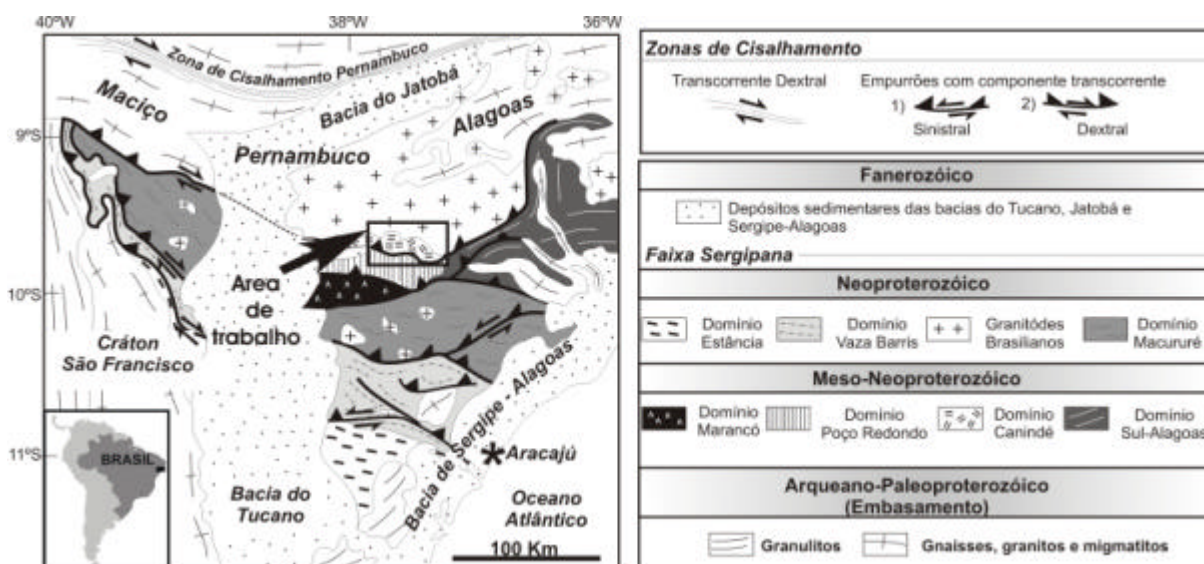 40ºW
38ºW
36ºW
9ºS
10ºS
11ºS
Zona de Cisalhamento Pernambuco
Maciço
Bacia do Jatobá
Alagoas
Pernambuco
Area
de
trabalho
Cráton
São Francisco
BRASIL
Bacia do
Tucano
Bacia de Sergipe - Alagoas
Aracajú
Oceano
Atlântico
100 Km
Zonas de Cisalhamento
Transcorrente Dextral
Empurrões com componente transcorrente
1)
Sinistral
2)
Dextral
Fanerozóico
Depósitos sedimentares das bacias do Tucano, Jatobá e
Sergipe-Alagoas
Faixa Sergipana
Neoproterozóico
Domínio
Estância
Domínio
Vaza Barris
Granitódes
Brasilianos
Domínio
Macururé
Meso-Neoproterozóico
Domínio
Marancó
Domínio
Poço Redondo
Domínio
Canindé
Domínio
Sul-Alagoas
Arqueano-Paleoproterozóico
(Embasamento)
Granulitos
Gnaisses, granitos e migmatitos